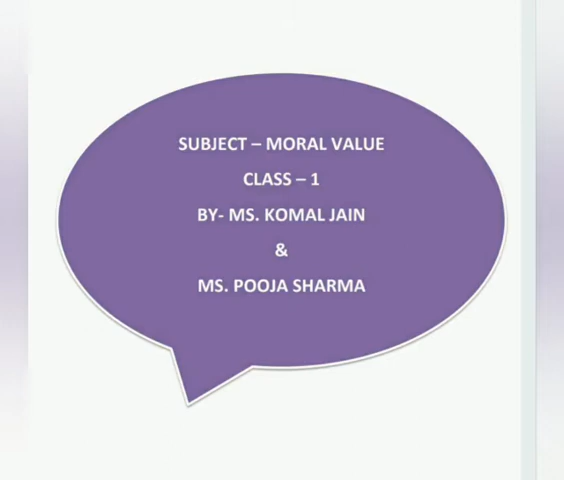 SUBJECT – MORAL VALUE
CLASS – 1
BY- MS. KOMAL JAIN
&
MS. POOJA SHARMA